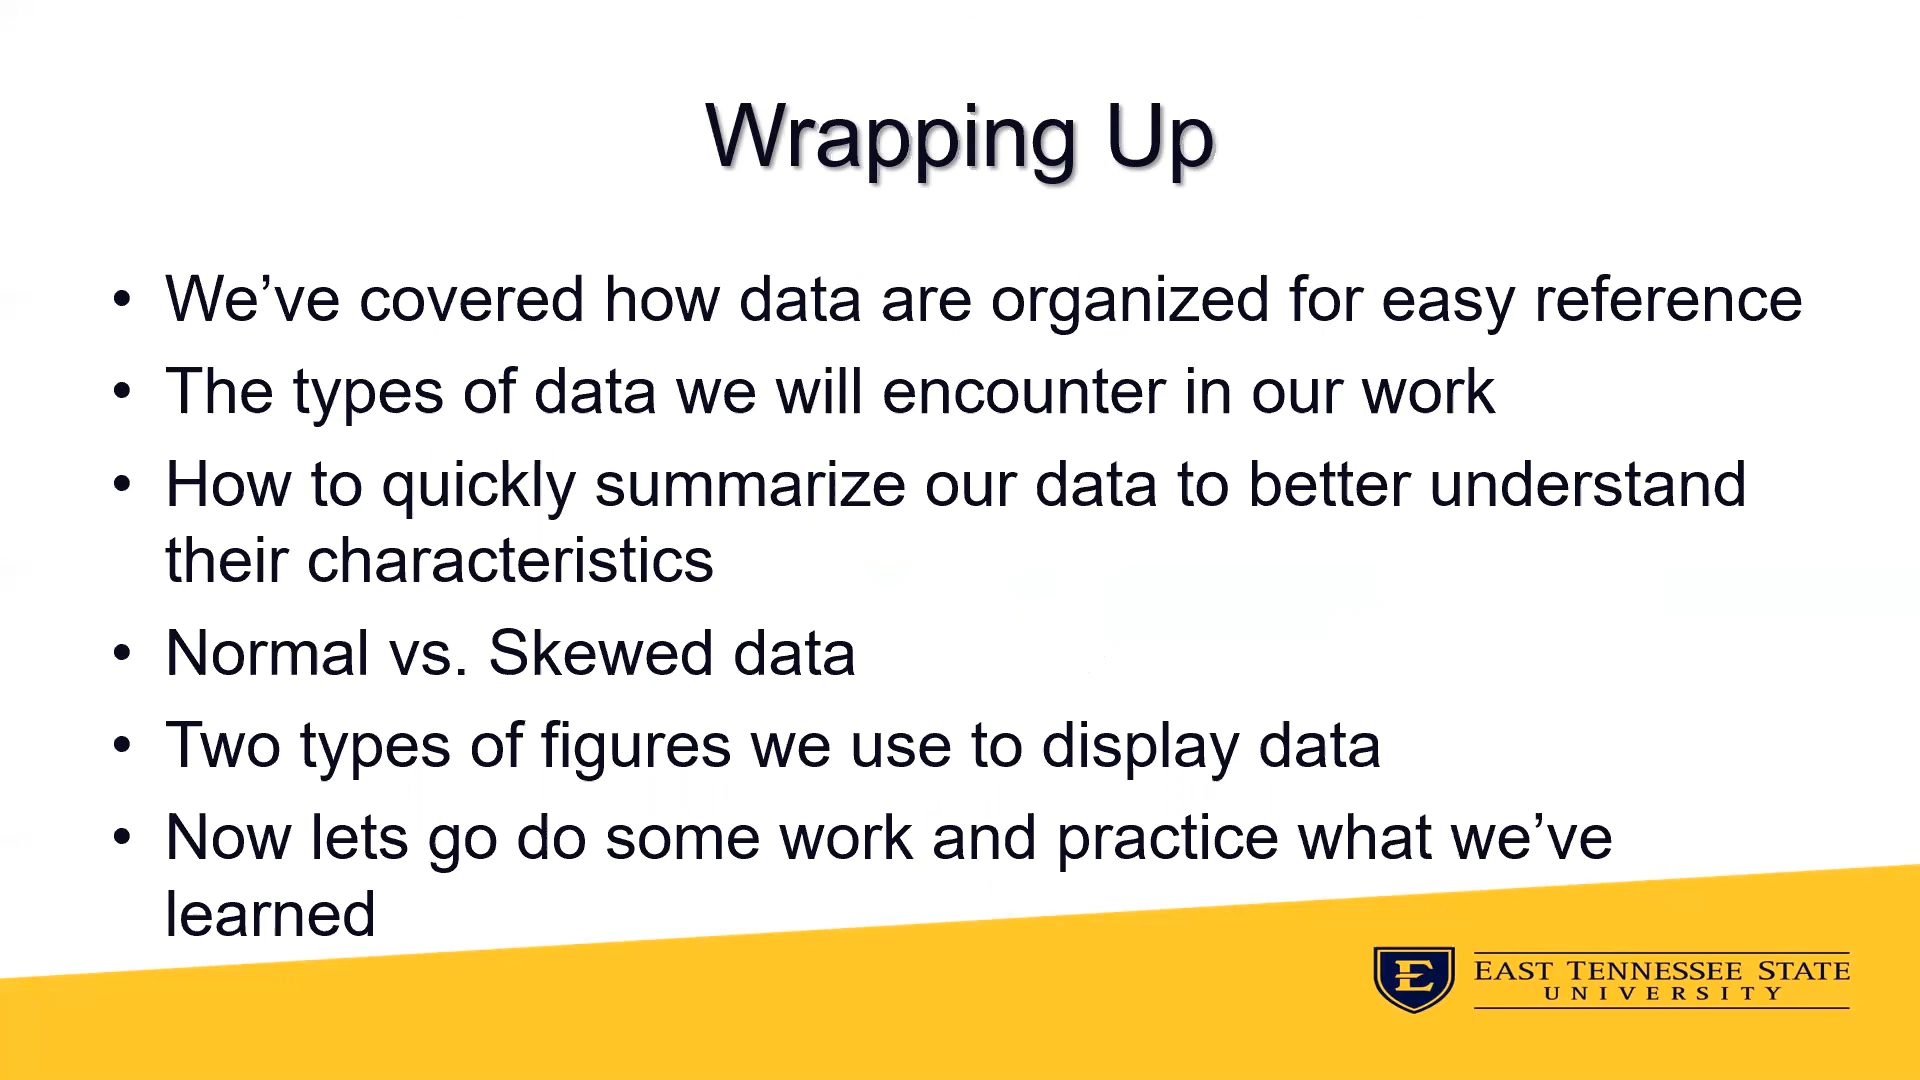 Wrapping Up
• We’ve covered how data are organized for easy reference
• The types of data we will encounter in our work
• How to quickly summarize our data to better understand
their characteristics
• Normal vs. Skewed data
• Two types of figures we use to display data
• Now lets go do some work and practice what we’ve
learned
E
EAST TENNESSEE STATE
UNIVERSITY